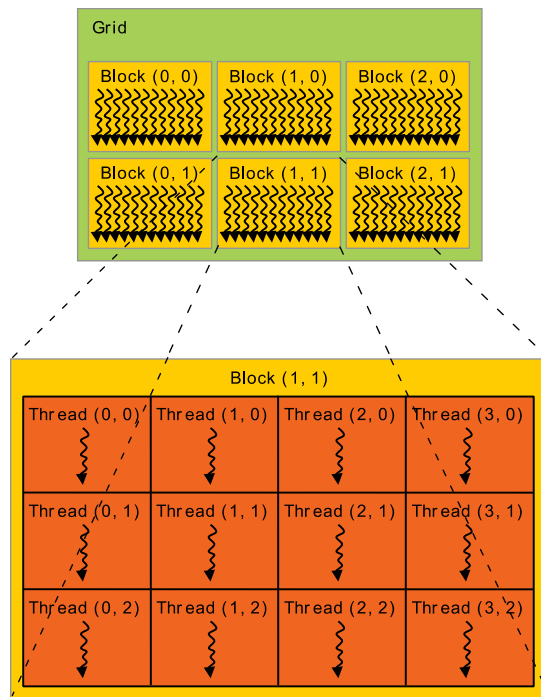 Grid
Block (0, 0) Block (1, 0) Block (2, 0)
Block (0, 1) Block (1, 1) Block (2, 1)
Block (1, 1)
Thread (0, 0) Thread (1, 0) Thread (2, 0) Thread (3, 0)
Thread (0, 1) Thread (1, 1) Thread (2, 1) Thread (3, 1)
Thread (0, 2) Thread (1, 2) Thread (2, 2) Thread (3, 2)